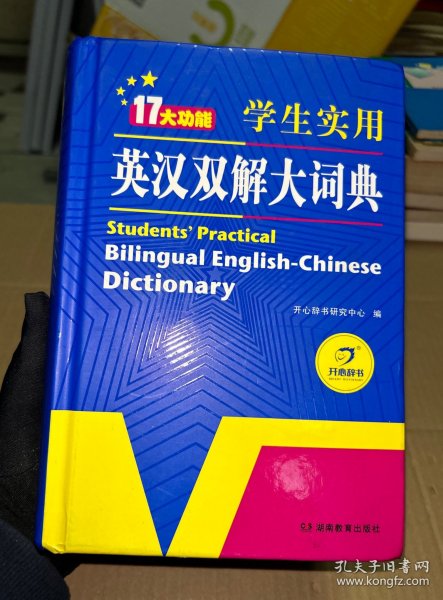 17大功能
学生实用
英汉双解大词典
Students' Practical
Bilingual English-Chinese
Dictionary
开心辞书研究中心 编
开心辞书
湖南教育出版社
孔夫子旧书网
www.kongfz.com